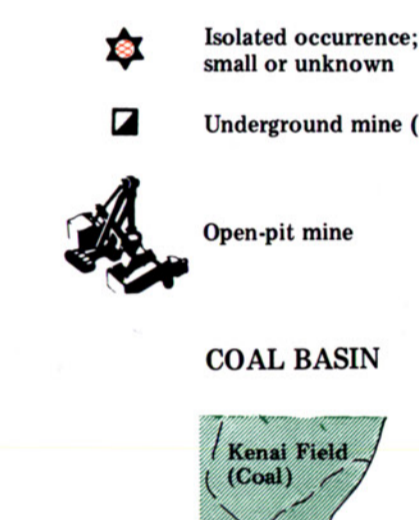 Isolated occurrence;
small or unknown
Underground mine (
Open-pit mine
COAL BASIN
Kenai Field
(Coal)